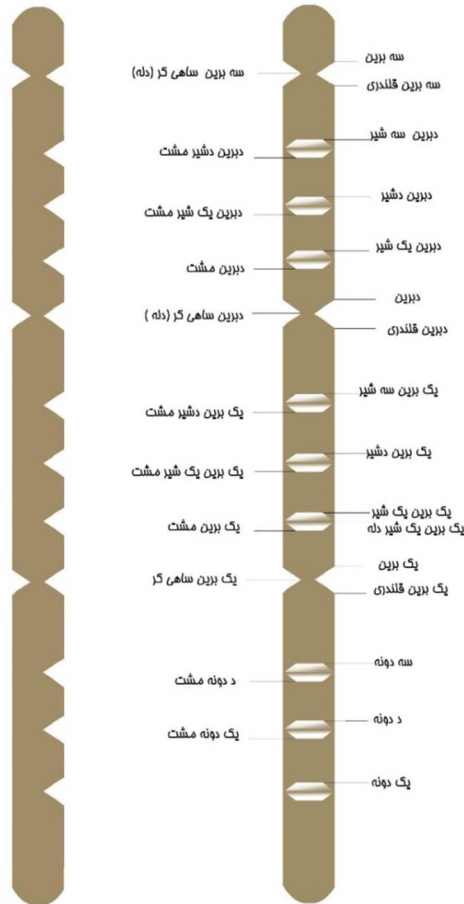 سه برین
سه برین ساهی کر (دله)
سه برین قلندری
دبرین سه شیر
دبرین دشیر مشت
دبرین دشیر
دبرین یک شیر مشت
دبرین یک شیر
دبرین مشت
دبرین
دبرین ساهی کر (دله )
دبرین قلندری
یک برین سه شیر
یک برین دشیر مشت
یک برین دشیر
یک برین یک شیر مشت
یک برین یک شیر
یک برین یک شیر دله
یک برین مشت
یک برین
یک برین ساهی کر
یک برین قلندری
سه دونه
د دونه مشت
د دونه
یک دونه مشت
یک دونه